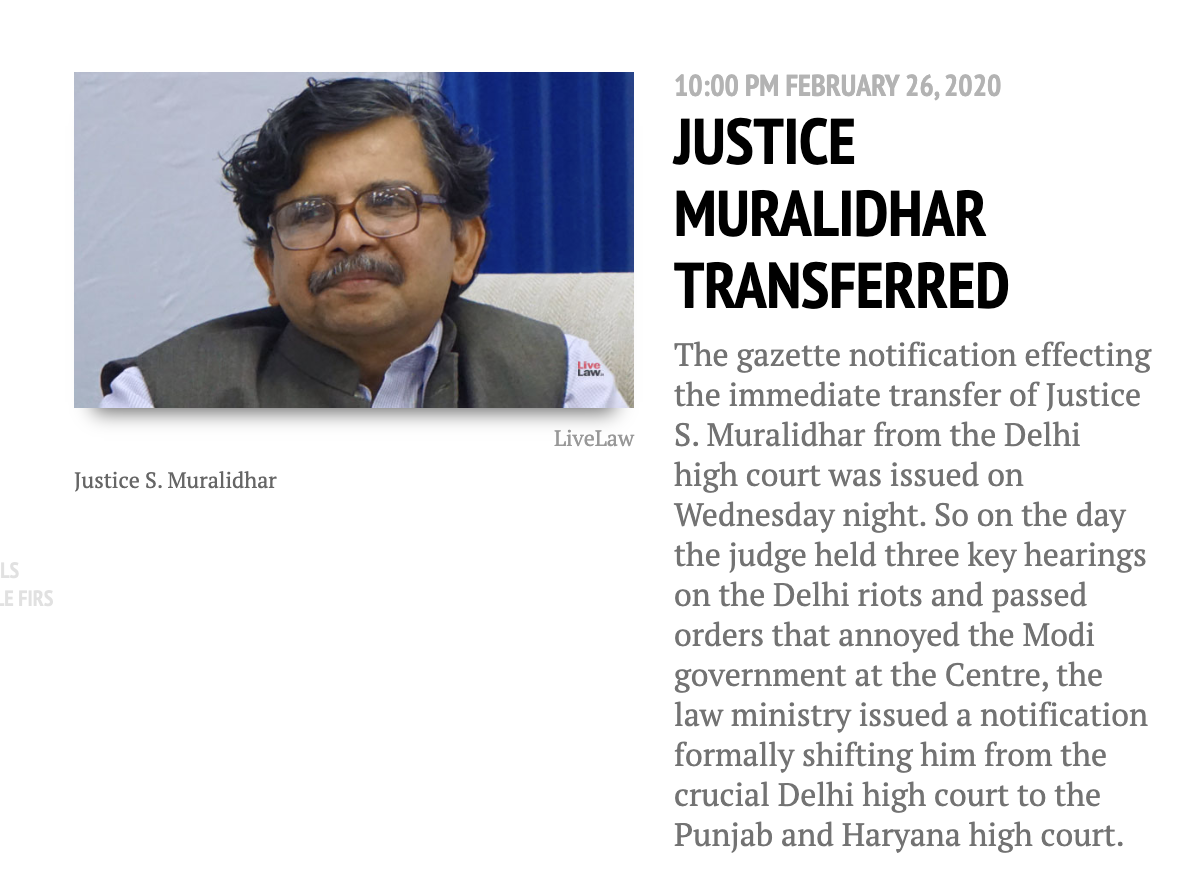 10:00 PM FEBRUARY 26, 2020
JUSTICE
MURALIDHAR
TRANSFERRED
The gazette notification effecting
the immediate transfer of Justice
S. Muralidhar from the Delhi
high court was issued on
Wednesday night. So on the day
the judge held three key hearings
on the Delhi riots and passed
orders that annoyed the Modi
government at the Centre, the
law ministry issued a notification
formally shifting him from the
crucial Delhi high court to the
Punjab and Haryana high court.
Live
Law.
LiveLaw
Justice S. Muralidhar
LS
LE FIRS